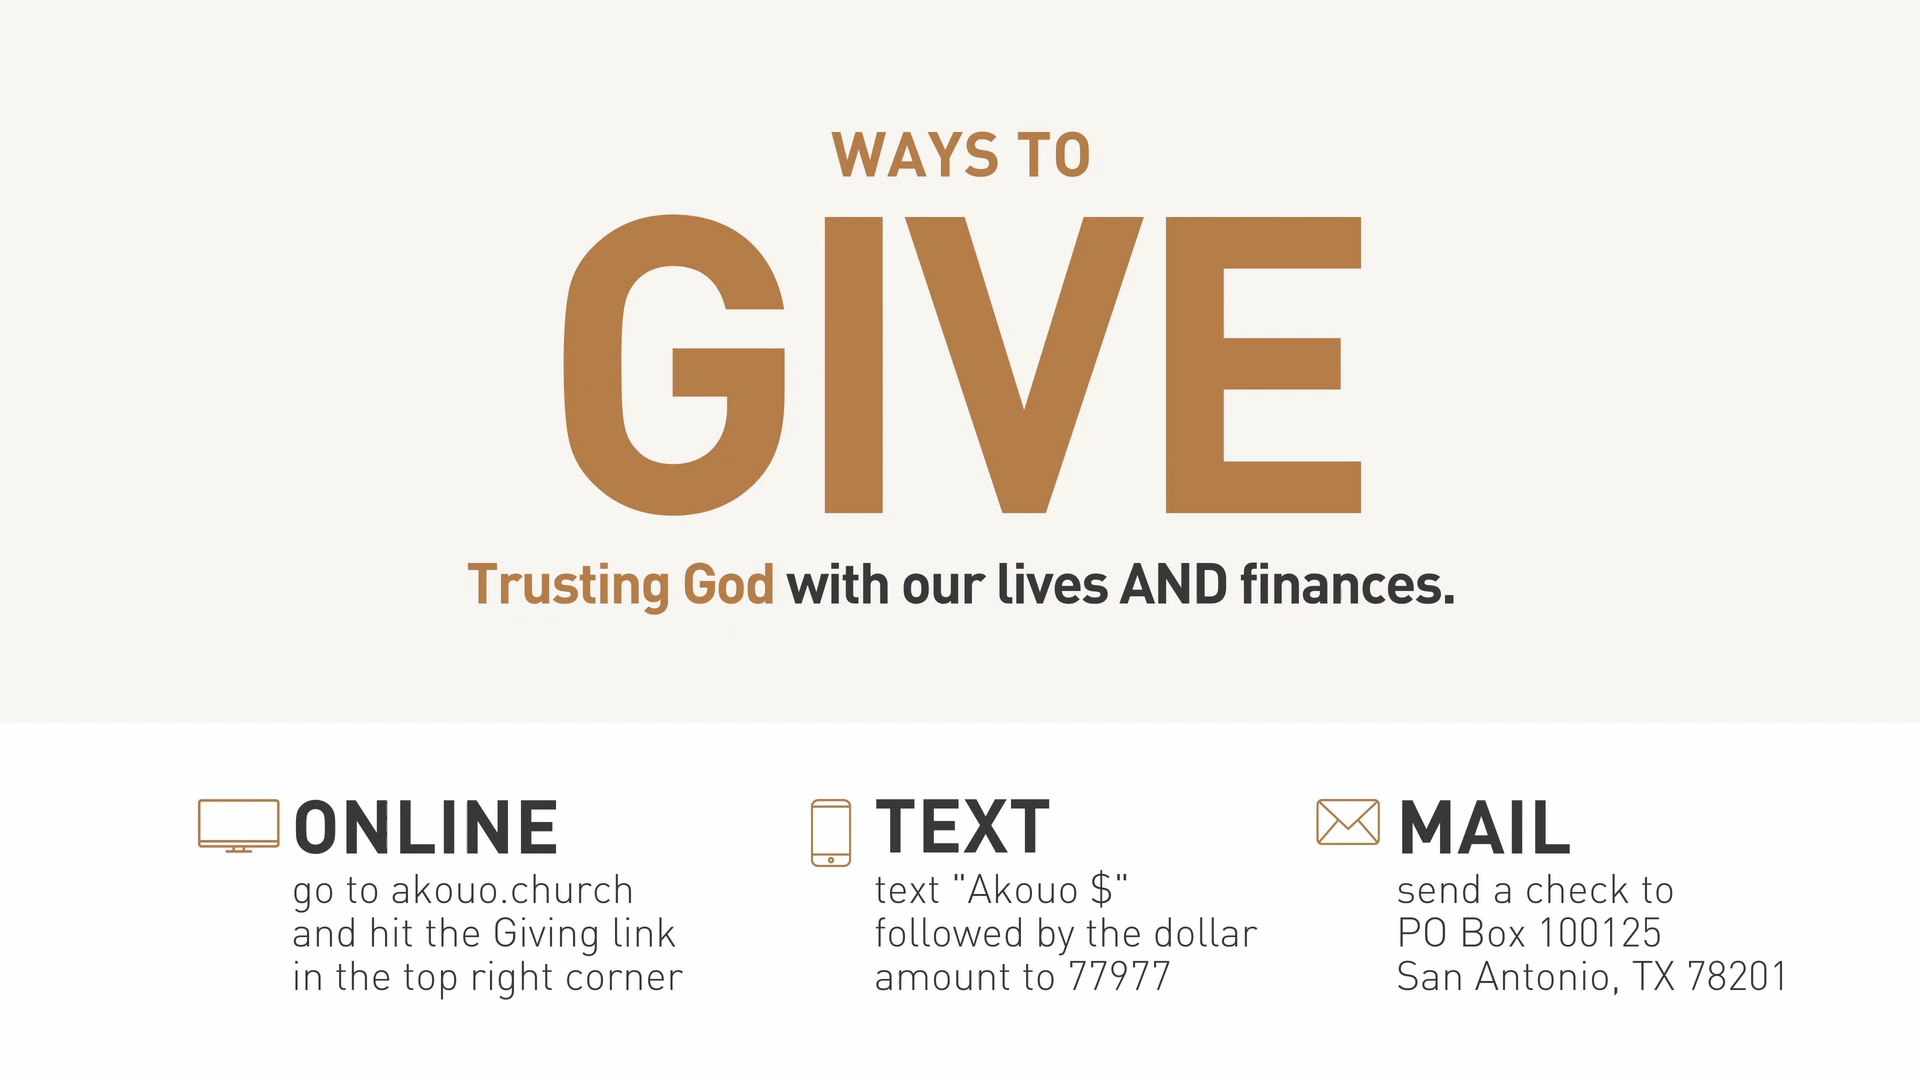 WAYS TO
GIVE
Trusting God with our lives AND finances.
ONLINE
go to akouo.church
and hit the Giving link
in the top right corner
TEXT
text "Akouo $"
followed by the dollar
amount to 77977
MAIL
send a check to
PO Box 100125
San Antonio, TX 78201